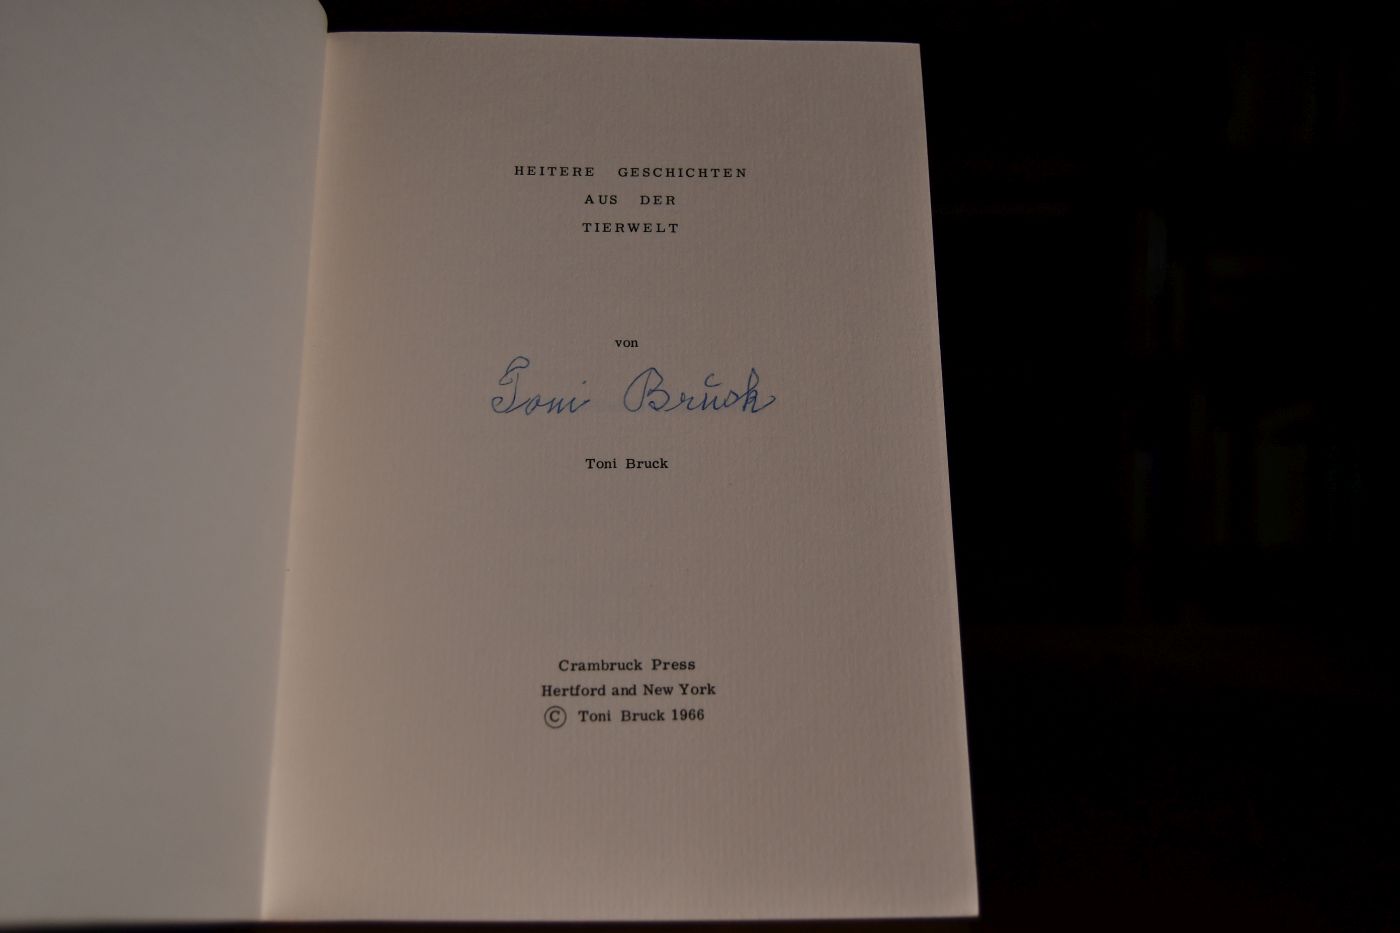 HEITERE GESCHICHTEN
AUS DER
TIERWELT
von
Toni Bruck
Toni Bruck
Crambruck Press
Hertford and New York
© Toni Bruck 1966